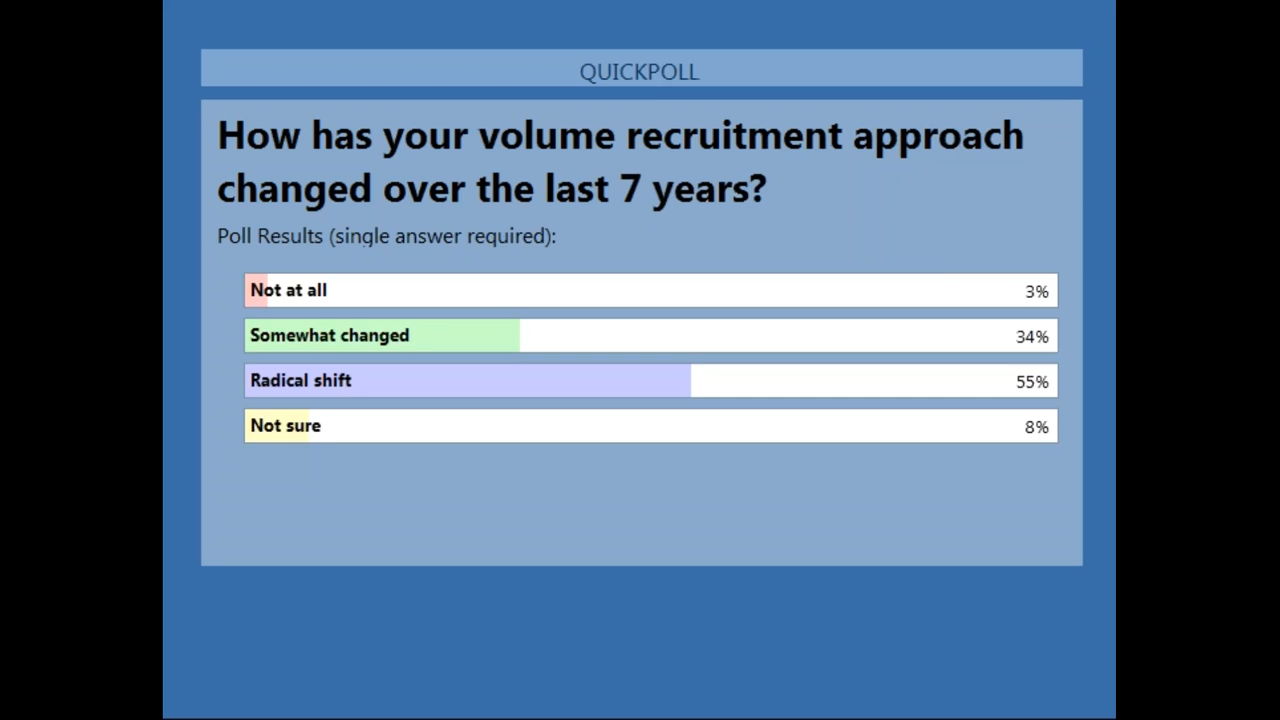 QUICKPOLL
How has your volume recruitment approach
changed over the last 7 years?
Poll Results (single answer required):
Not at all 3%
Somewhat changed 34%
Radical shift 55%
Not sure 8%